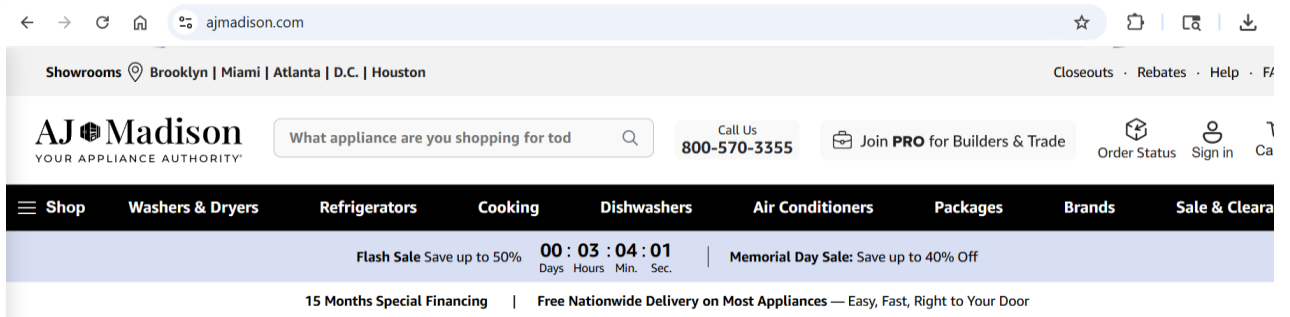 ajmadison.com
Showrooms Brooklyn | Miami | Atlanta | D.C. | Houston
Closeouts · Rebates · Help ·
AJ Madison
YOUR APPLIANCE AUTHORITY
What appliance are you shopping for tod
Call Us
800-570-3355
Join PRO for Builders & Trade
Order Status
Sign in
Shop Washers & Dryers Refrigerators Cooking Dishwashers Air Conditioners Packages Brands Sale &
Flash Sale Save up to 50% 00 : 03 : 04 : 01 | Memorial Day Sale: Save up to 40% Off
Days Hours Min. Sec.
15 Months Special Financing | Free Nationwide Delivery on Most Appliances — Easy, Fast, Right to Your Door